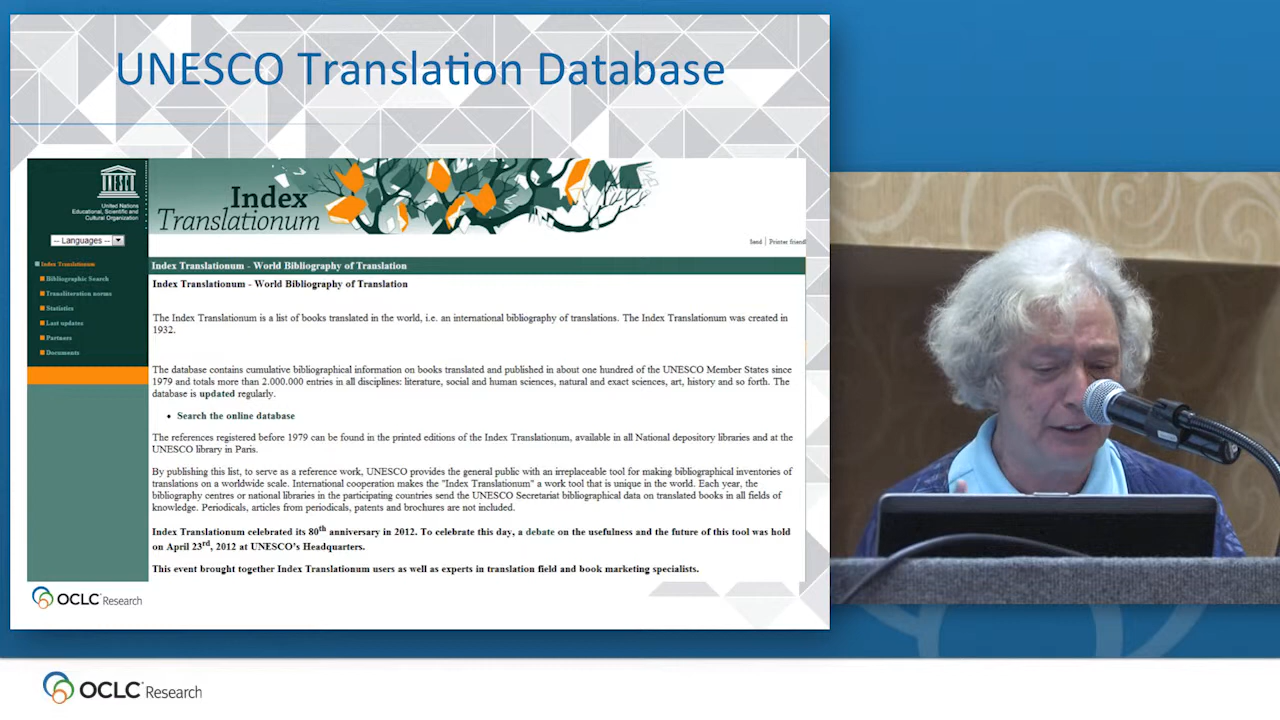 UNESCO Translation Database
United Nations
Educational, Scientific and
Cultural Organization
-- Languages --
Index Translationum
Bibliographic Search
Transliteration norms
Statistics
Last updates
Partners
Documents
Index
Translationum
Send | Printer friend
Index Translationum - World Bibliography of Translation
Index Translationum - World Bibliography of Translation
The Index Translationum is a list of books translated in the world, i.e. an international bibliography of translations. The Index Translationum was created in
1932.
The database contains cumulative bibliographical information on books translated and published in about one hundred of the UNESCO Member States since
1979 and totals more than 2.000.000 entries in all disciplines: literature, social and human sciences, natural and exact sciences, art, history and so forth. The
database is updated regularly.
• Search the online database
The references registered before 1979 can be found in the printed editions of the Index Translationum, available in all National depository libraries and at the
UNESCO library in Paris.
By publishing this list, to serve as a reference work, UNESCO provides the general public with an irreplaceable tool for making bibliographical inventories of
translations on a worldwide scale. International cooperation makes the "Index Translationum" a work tool that is unique in the world. Each year, the
bibliography centres or national libraries in the participating countries send the UNESCO Secretariat bibliographical data on translated books in all fields of
knowledge. Periodicals, articles from periodicals, patents and brochures are not included.
Index Translationum celebrated its 80th anniversary in 2012. To celebrate this day, a debate on the usefulness and the future of this tool was hold
on April 23rd, 2012 at UNESCO's Headquarters.
This event brought together Index Translationum users as well as experts in translation field and book marketing specialists.
OCLC Research
OCLC Research